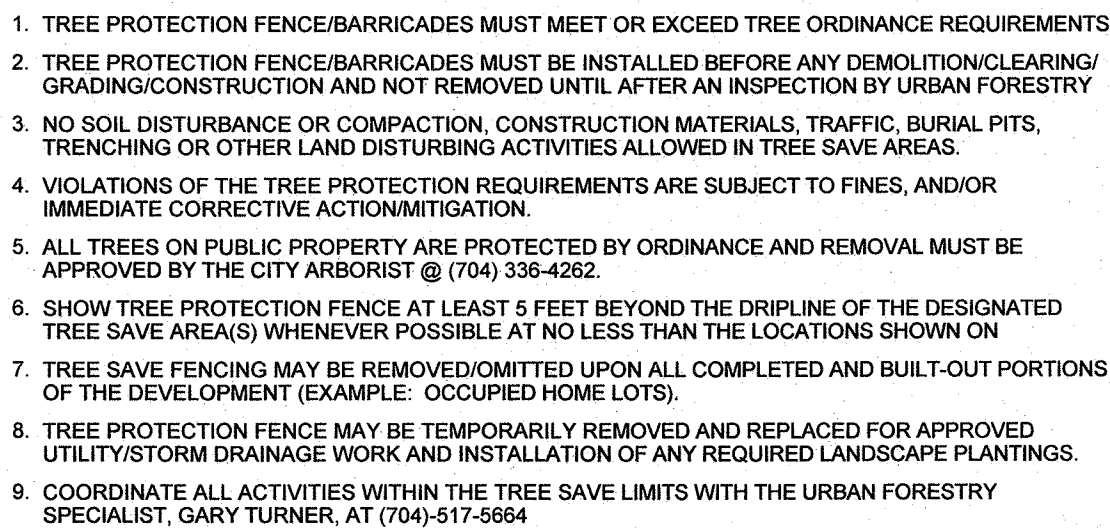 1. TREE PROTECTION FENCE/BARRICADES MUST MEET OR EXCEED TREE ORDINANCE REQUIREMENTS
2. TREE PROTECTION FENCE/BARRICADES MUST BE INSTALLED BEFORE ANY DEMOLITION/CLEARING/
GRADING/CONSTRUCTION AND NOT REMOVED UNTIL AFTER AN INSPECTION BY URBAN FORESTRY
3. NO SOIL DISTURBANCE OR COMPACTION, CONSTRUCTION MATERIALS, TRAFFIC, BURIAL PITS,
TRENCHING OR OTHER LAND DISTURBING ACTIVITIES ALLOWED IN TREE SAVE AREAS.
4. VIOLATIONS OF THE TREE PROTECTION REQUIREMENTS ARE SUBJECT TO FINES, AND/OR
IMMEDIATE CORRECTIVE ACTION/MITIGATION.
5. ALL TREES ON PUBLIC PROPERTY ARE PROTECTED BY ORDINANCE AND REMOVAL MUST BE
APPROVED BY THE CITY ARBORIST @ (704) 336-4262.
6. SHOW TREE PROTECTION FENCE AT LEAST 5 FEET BEYOND THE DRIPLINE OF THE DESIGNATED
TREE SAVE AREA(S) WHENEVER POSSIBLE AT NO LESS THAN THE LOCATIONS SHOWN ON
7. TREE SAVE FENCING MAY BE REMOVED/OMITTED UPON ALL COMPLETED AND BUILT-OUT PORTIONS
OF THE DEVELOPMENT (EXAMPLE: OCCUPIED HOME LOTS).
8. TREE PROTECTION FENCE MAY BE TEMPORARILY REMOVED AND REPLACED FOR APPROVED
UTILITY/STORM DRAINAGE WORK AND INSTALLATION OF ANY REQUIRED LANDSCAPE PLANTINGS.
9. COORDINATE ALL ACTIVITIES WITHIN THE TREE SAVE LIMITS WITH THE URBAN FORESTRY
SPECIALIST, GARY TURNER, AT (704)-517-5664